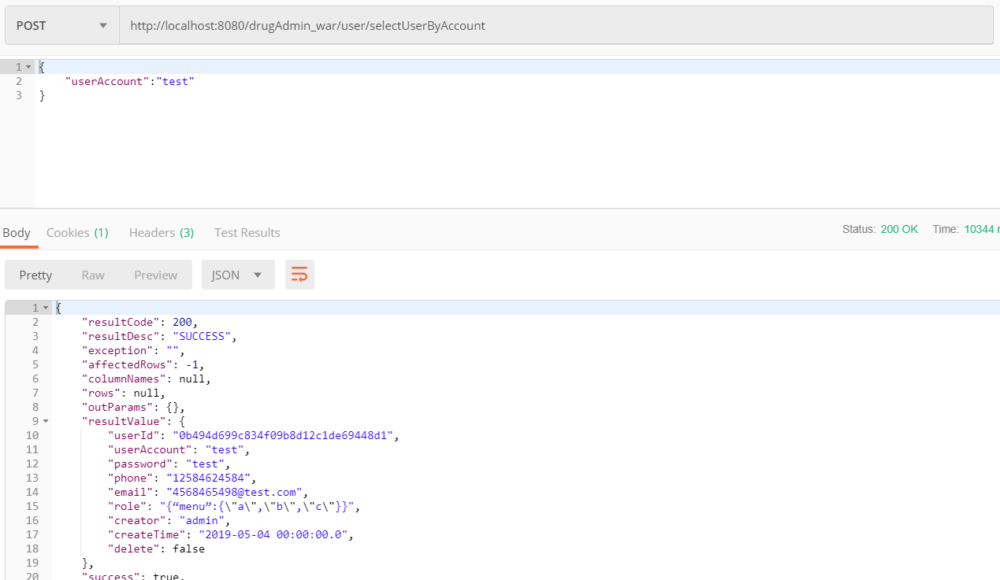 POST http://localhost:8080/drugAdmin_war/user/selectUserByAccount
1 {
2 "userAccount":"test"
3 }
Body Cookies (1) Headers (3) Test Results Status: 200 OK Time: 10344
Pretty Raw Preview JSON
1 {
2 "resultCode": 200,
3 "resultDesc": "SUCCESS",
4 "exception": "",
5 "affectedRows": -1,
6 "columnNames": null,
7 "rows": null,
8 "outParams": {},
9 "resultValue": {
10 "userId": "0b494d699c834f09b8d12c1de69448d1",
11 "userAccount": "test",
12 "password": "test",
13 "phone": "12584624584",
14 "email": "4568465498@test.com",
15 "role": "{“menu”:{\"a\",\"b\",\"c\"}}",
16 "creator": "admin",
17 "createTime": "2019-05-04 00:00:00.0",
18 "delete": false
19 },
20 "success": true,